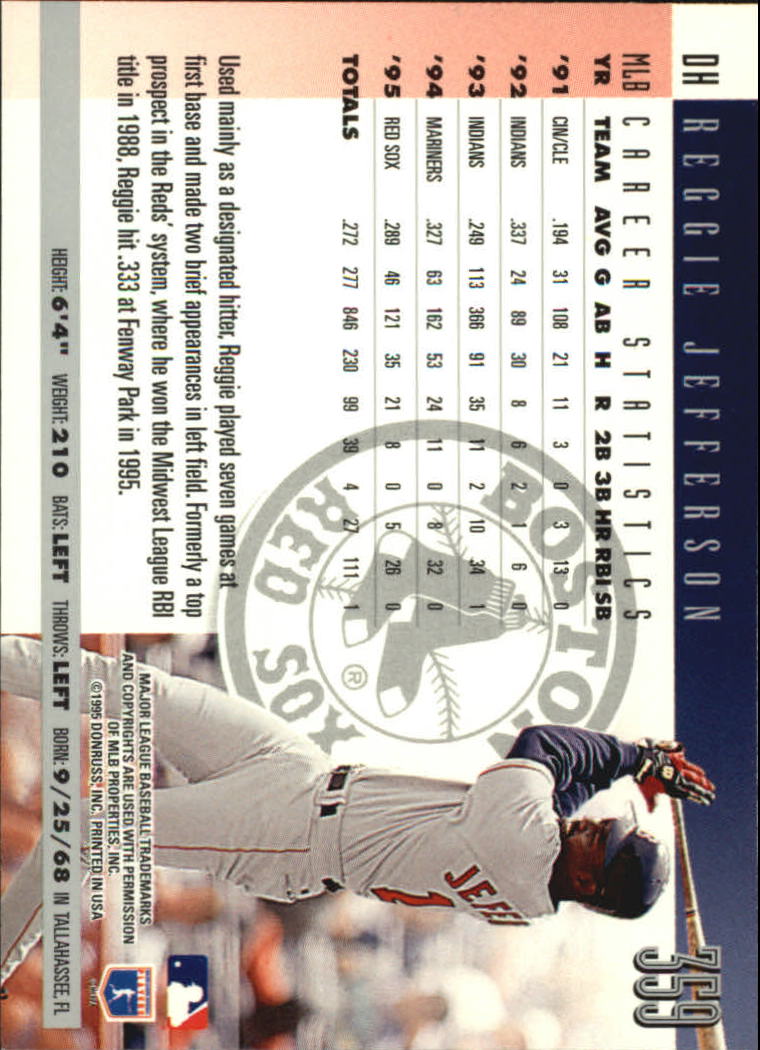 DH REGGIE JEFFERSON 359
MLB CAREER STATISTICS
YR TEAM AVG G AB H R 2B 3B HR RBI SB
'91 CIN/CLE .194 31 108 21 11 3 0 3 13 0
'92 INDIANS .337 24 89 30 8 6 2 1 6 0
'93 INDIANS .249 113 366 91 35 11 2 10 34 1
'94 MARINERS .327 63 162 53 24 11 0 8 32 0
'95 RED SOX .289 46 121 35 21 8 0 5 26 0
TOTALS .272 277 846 230 99 39 4 27 111 1
BOSTON
RED SOX
®
Used mainly as a designated hitter, Reggie played seven games at
first base and made two brief appearances in left field. Formerly a top
prospect in the Reds' system, where he won the Midwest League RBI
title in 1988, Reggie hit .333 at Fenway Park in 1995.
JEFFE
1
MAJOR LEAGUE BASEBALL TRADEMARKS
AND COPYRIGHTS ARE USED WITH PERMISSION
OF MLB PROPERTIES, INC.
©1995 DONRUSS, INC. PRINTED IN USA
HEIGHT: 6'4" WEIGHT: 210 BATS: LEFT THROWS: LEFT BORN: 9/25/68 IN TALLAHASSEE, FL